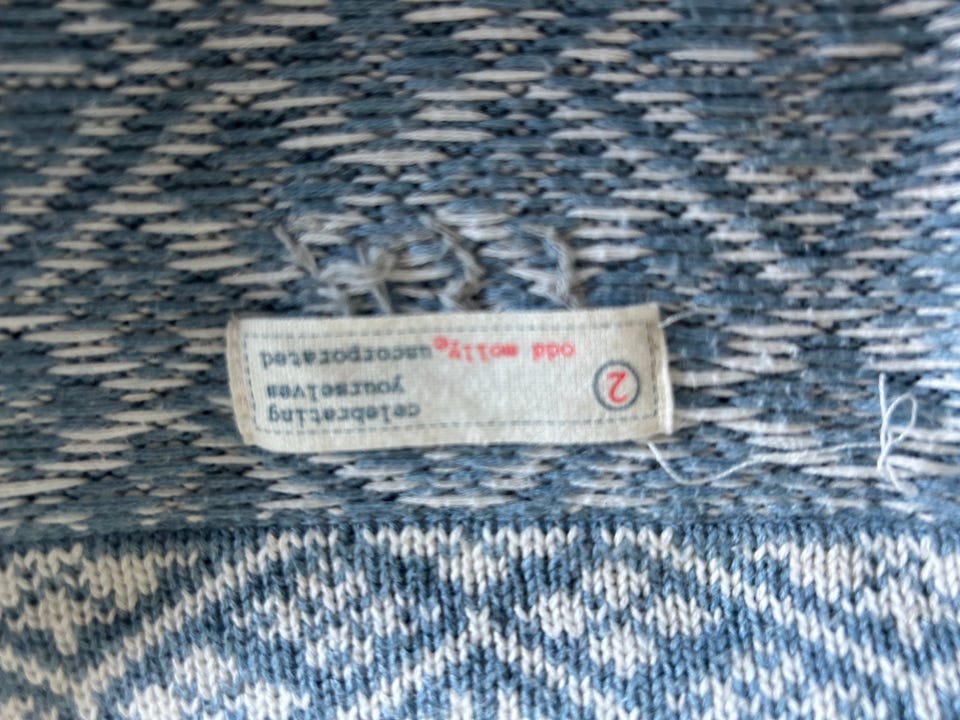 celebrating
yourselves
2
odd molly® uncorporated